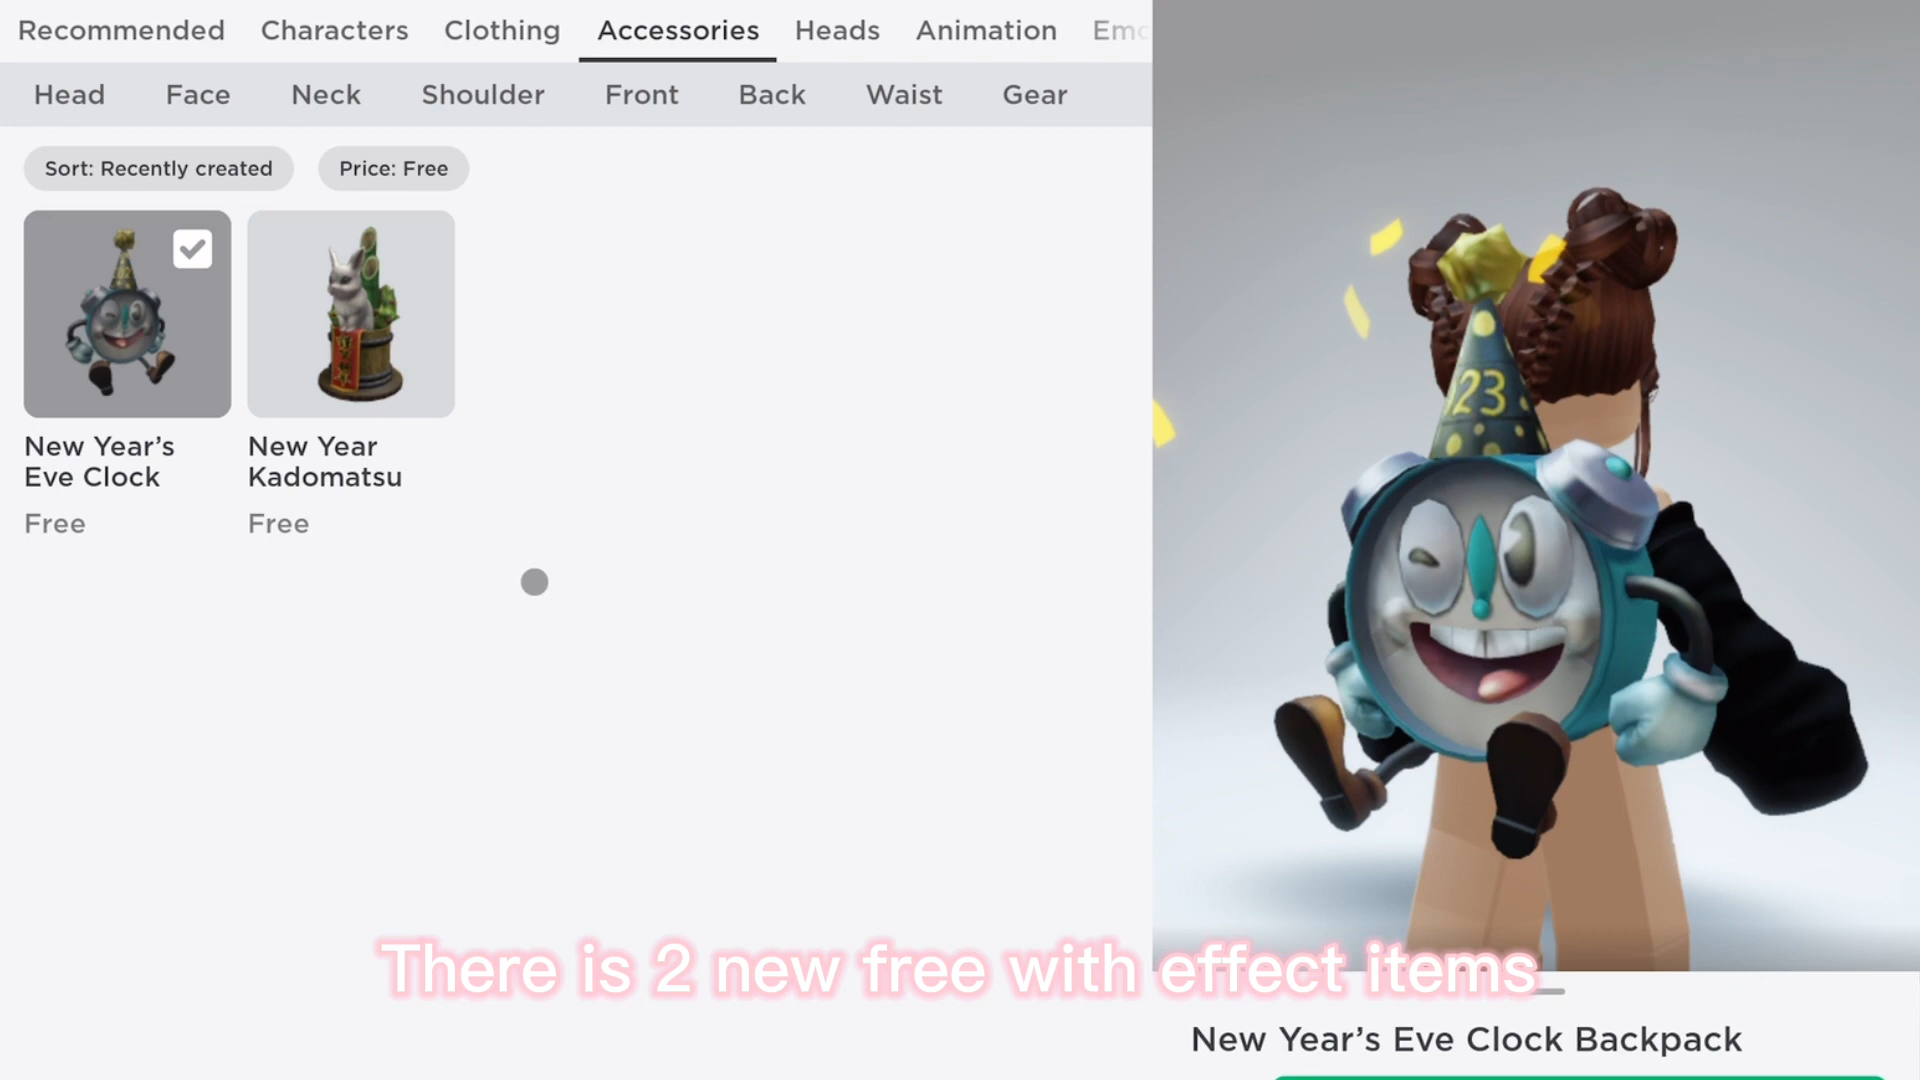 Recommended Characters Clothing Accessories Heads Animation Emo
Head Face Neck Shoulder Front Back Waist Gear
Sort: Recently created Price: Free
New Year’s
Eve Clock
Free
New Year
Kadomatsu
Free
23
There is 2 new free with effect items
New Year’s Eve Clock Backpack